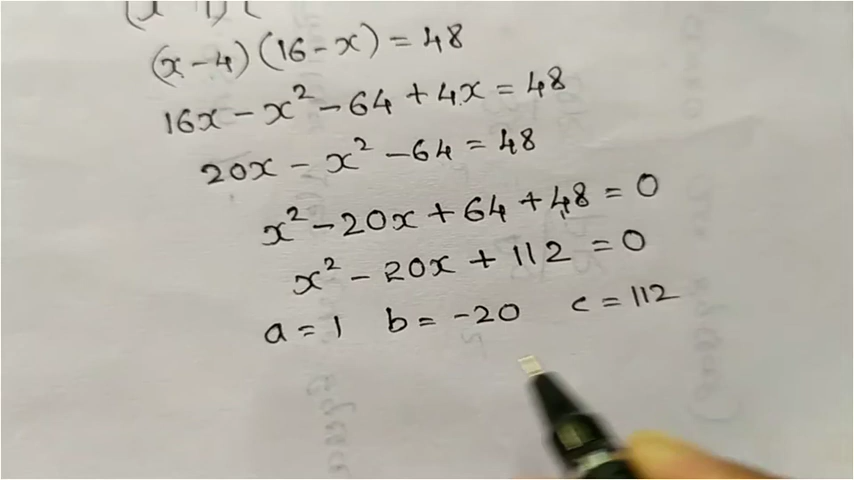 (x-4)(16-x) = 48
16x - x² - 64 + 4x = 48
20x - x² - 64 = 48
x² - 20x + 64 + 48 = 0
x² - 20x + 112 = 0
a = 1 b = -20 c = 112